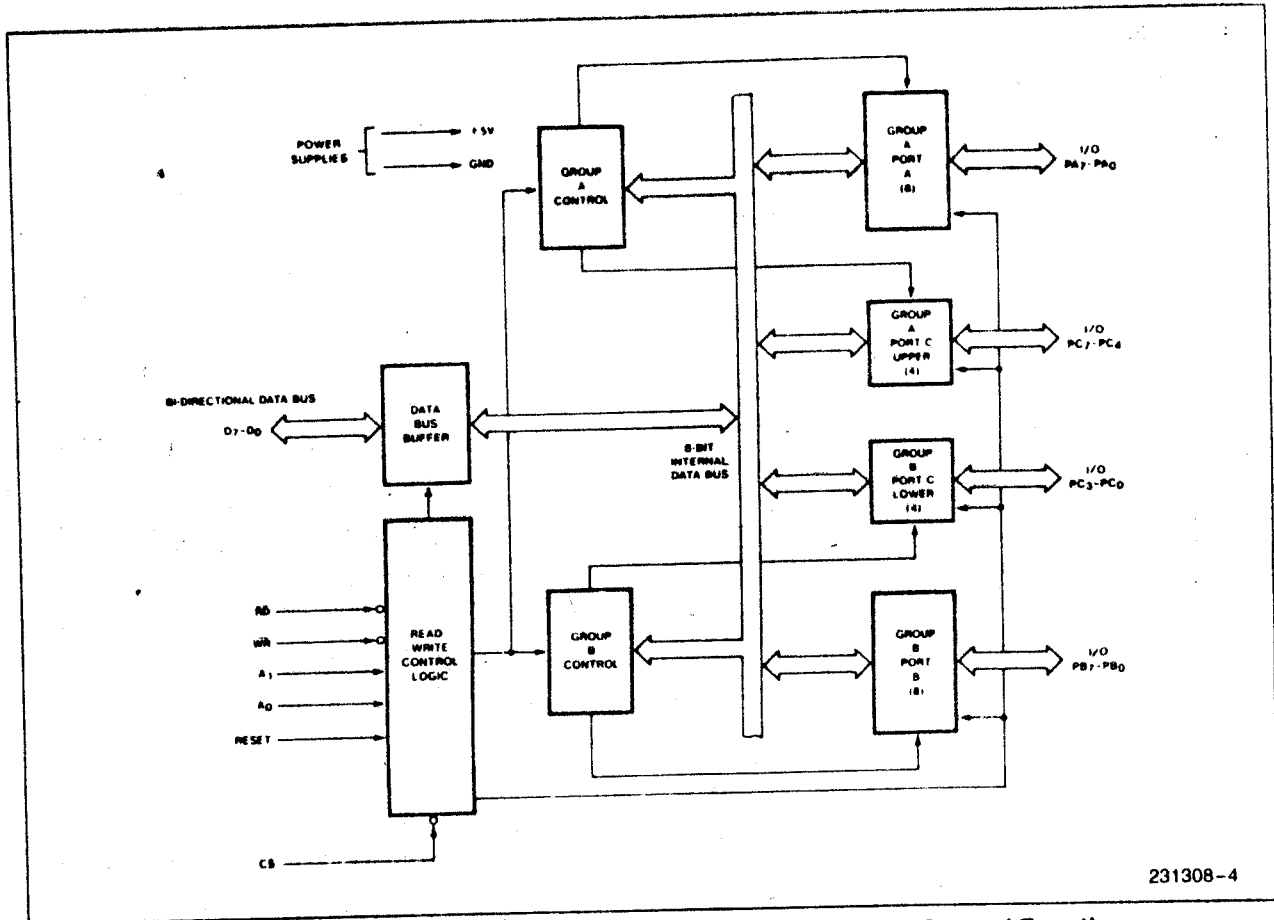 POWER
SUPPLIES
+5V
GND
4
GROUP
A
CONTROL
GROUP
A
PORT
A
(8)
I/O
PA7-PA0
GROUP
A
PORT C
UPPER
(4)
I/O
PC7-PC4
BI-DIRECTIONAL DATA BUS
D7-D0
DATA
BUS
BUFFER
8-BIT
INTERNAL
DATA BUS
GROUP
B
PORT C
LOWER
(4)
I/O
PC3-PC0
RD
WR
A1
A0
RESET
CS
READ
WRITE
CONTROL
LOGIC
GROUP
B
CONTROL
GROUP
B
PORT
B
(8)
I/O
PB7-PB0
231308-4